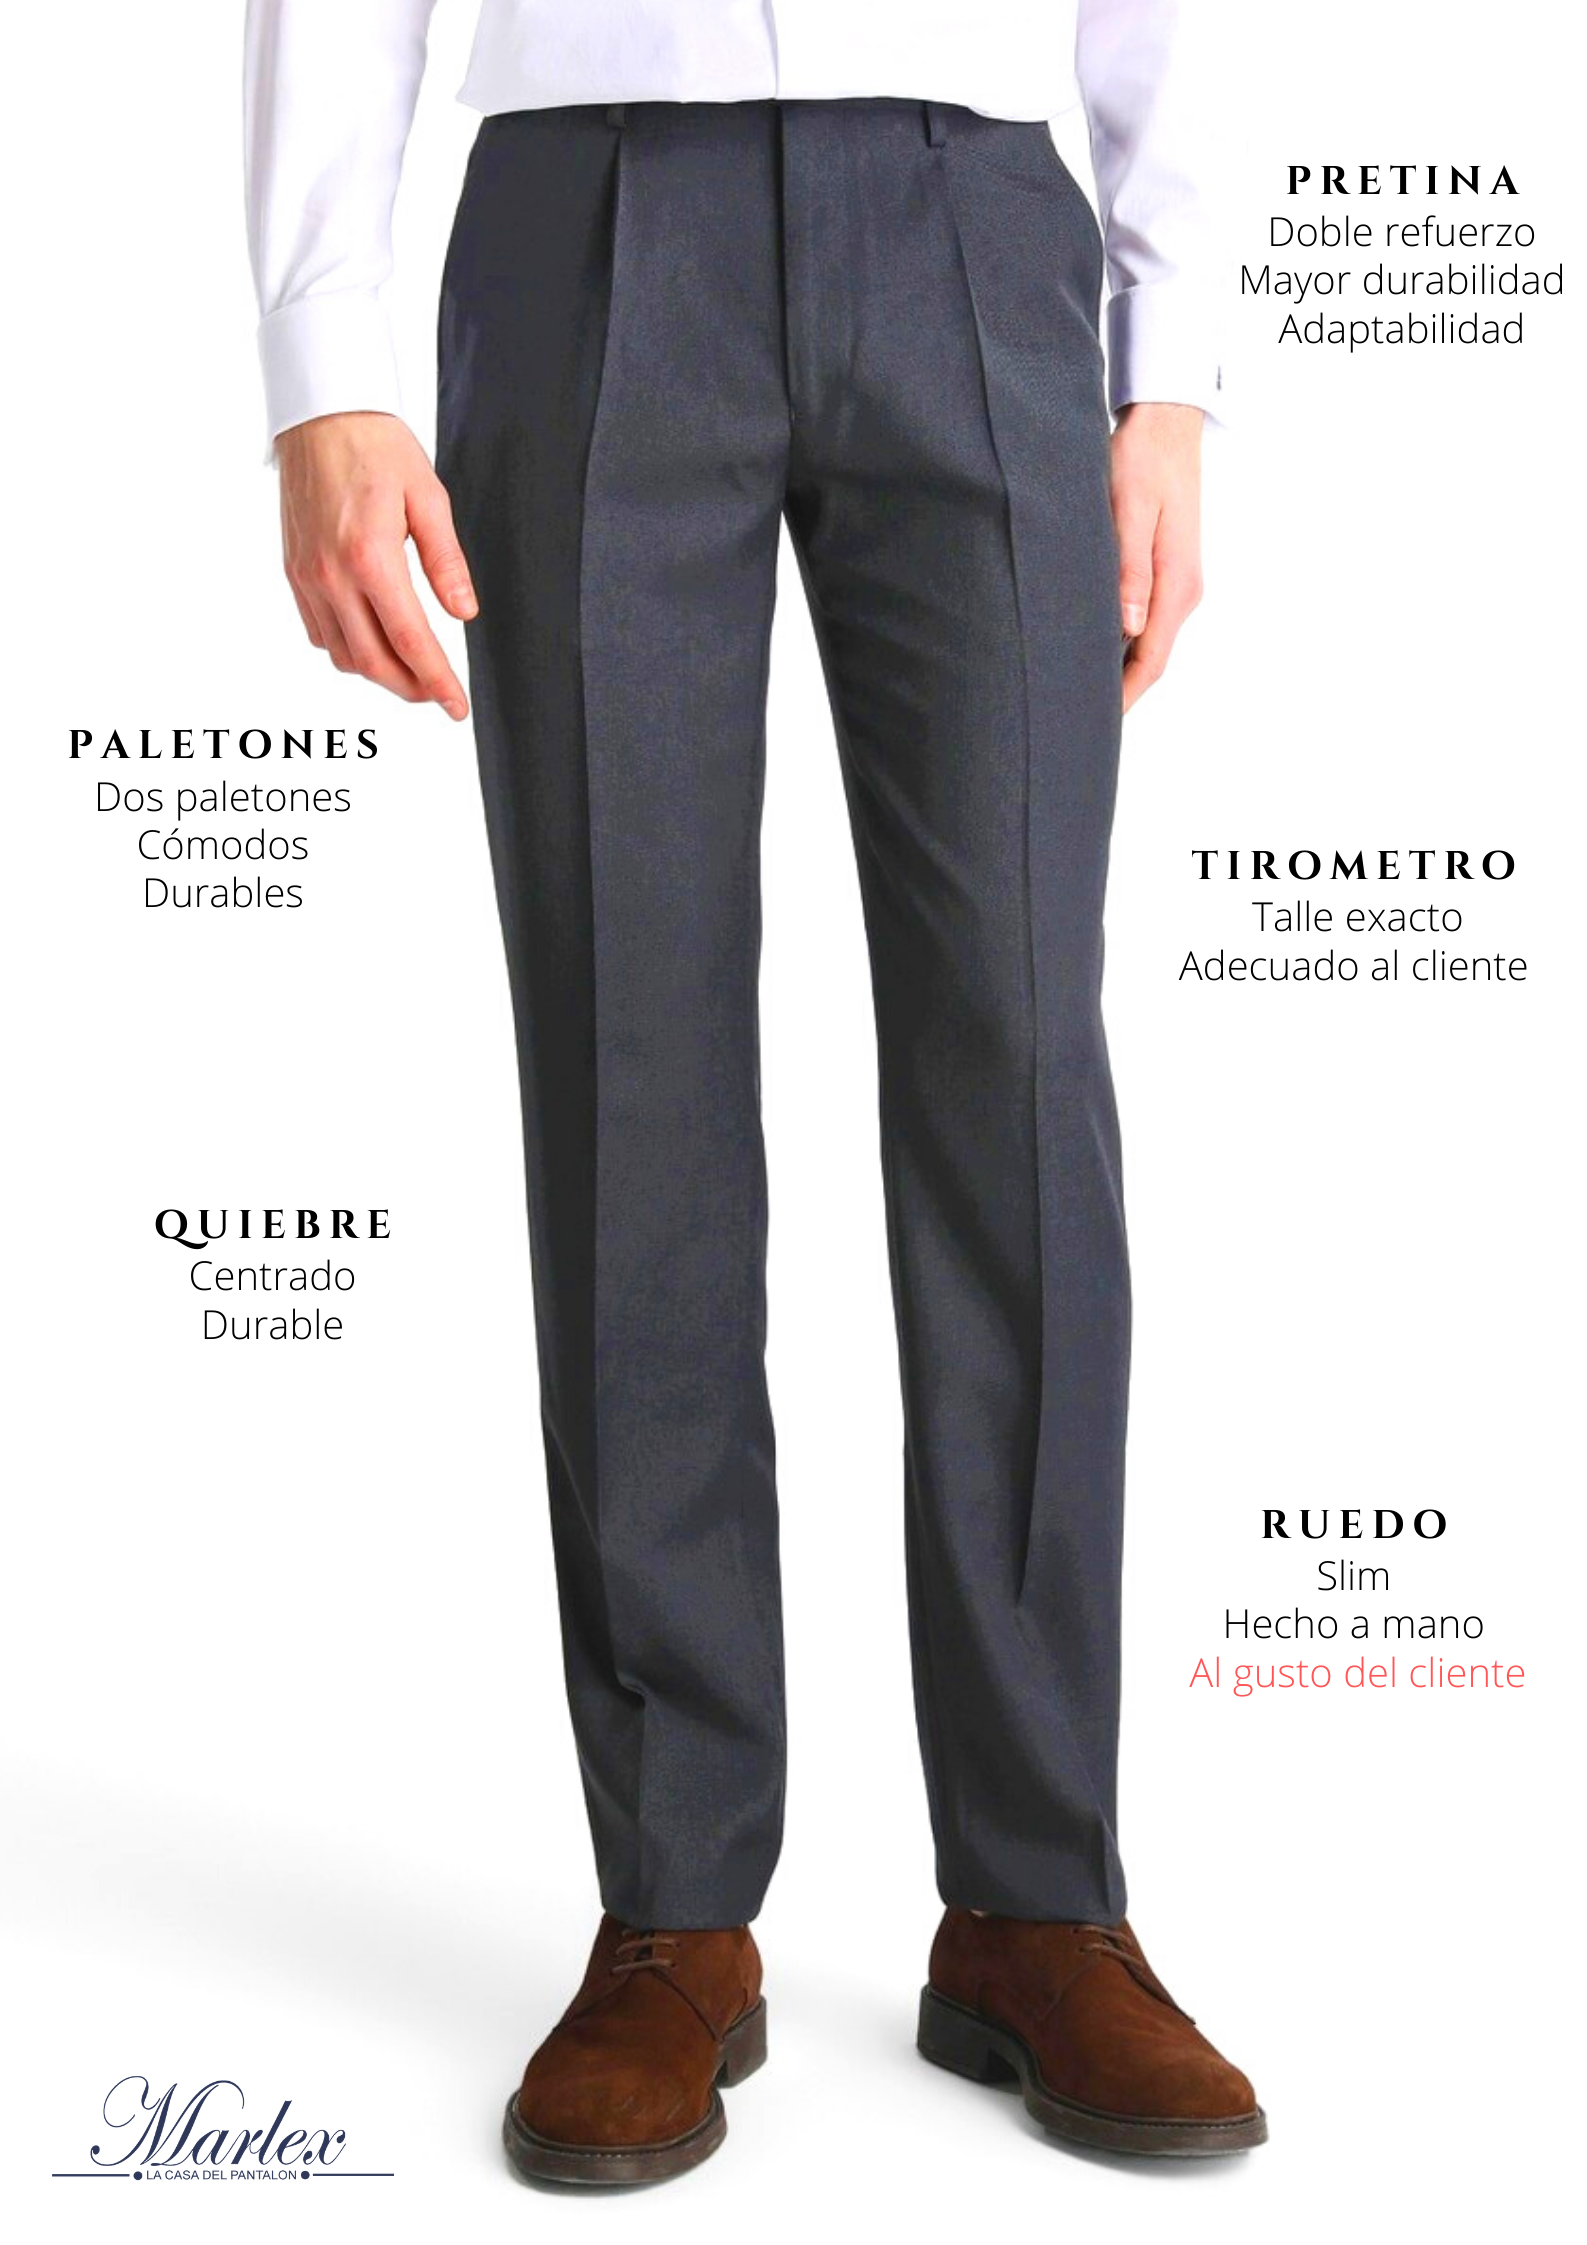 PRETINA
Doble refuerzo
Mayor durabilidad
Adaptabilidad
PALETONES
Dos paletones
Cómodos
Durables
TIROMETRO
Talle exacto
Adecuado al cliente
QUIEBRE
Centrado
Durable
RUEDO
Slim
Hecho a mano
Al gusto del cliente
Marlex
LA CASA DEL PANTALON